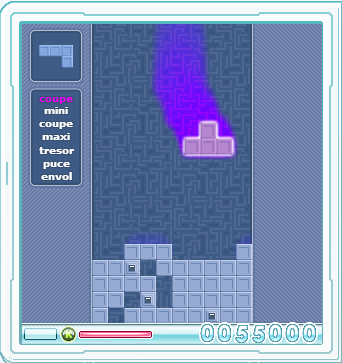 coupe
mini
coupe
maxi
tresor
puce
envol
0055000